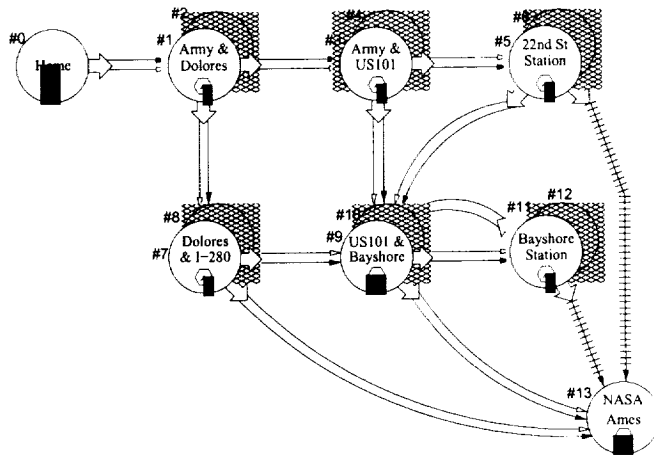 #0
Home
#2
#1
Army &
Dolores
Army &
US101
#5
22nd St
Station
#8
#7
Dolores
& I-280
#10
#9
US101 &
Bayshore
#12
#11
Bayshore
Station
#13
NASA
Ames